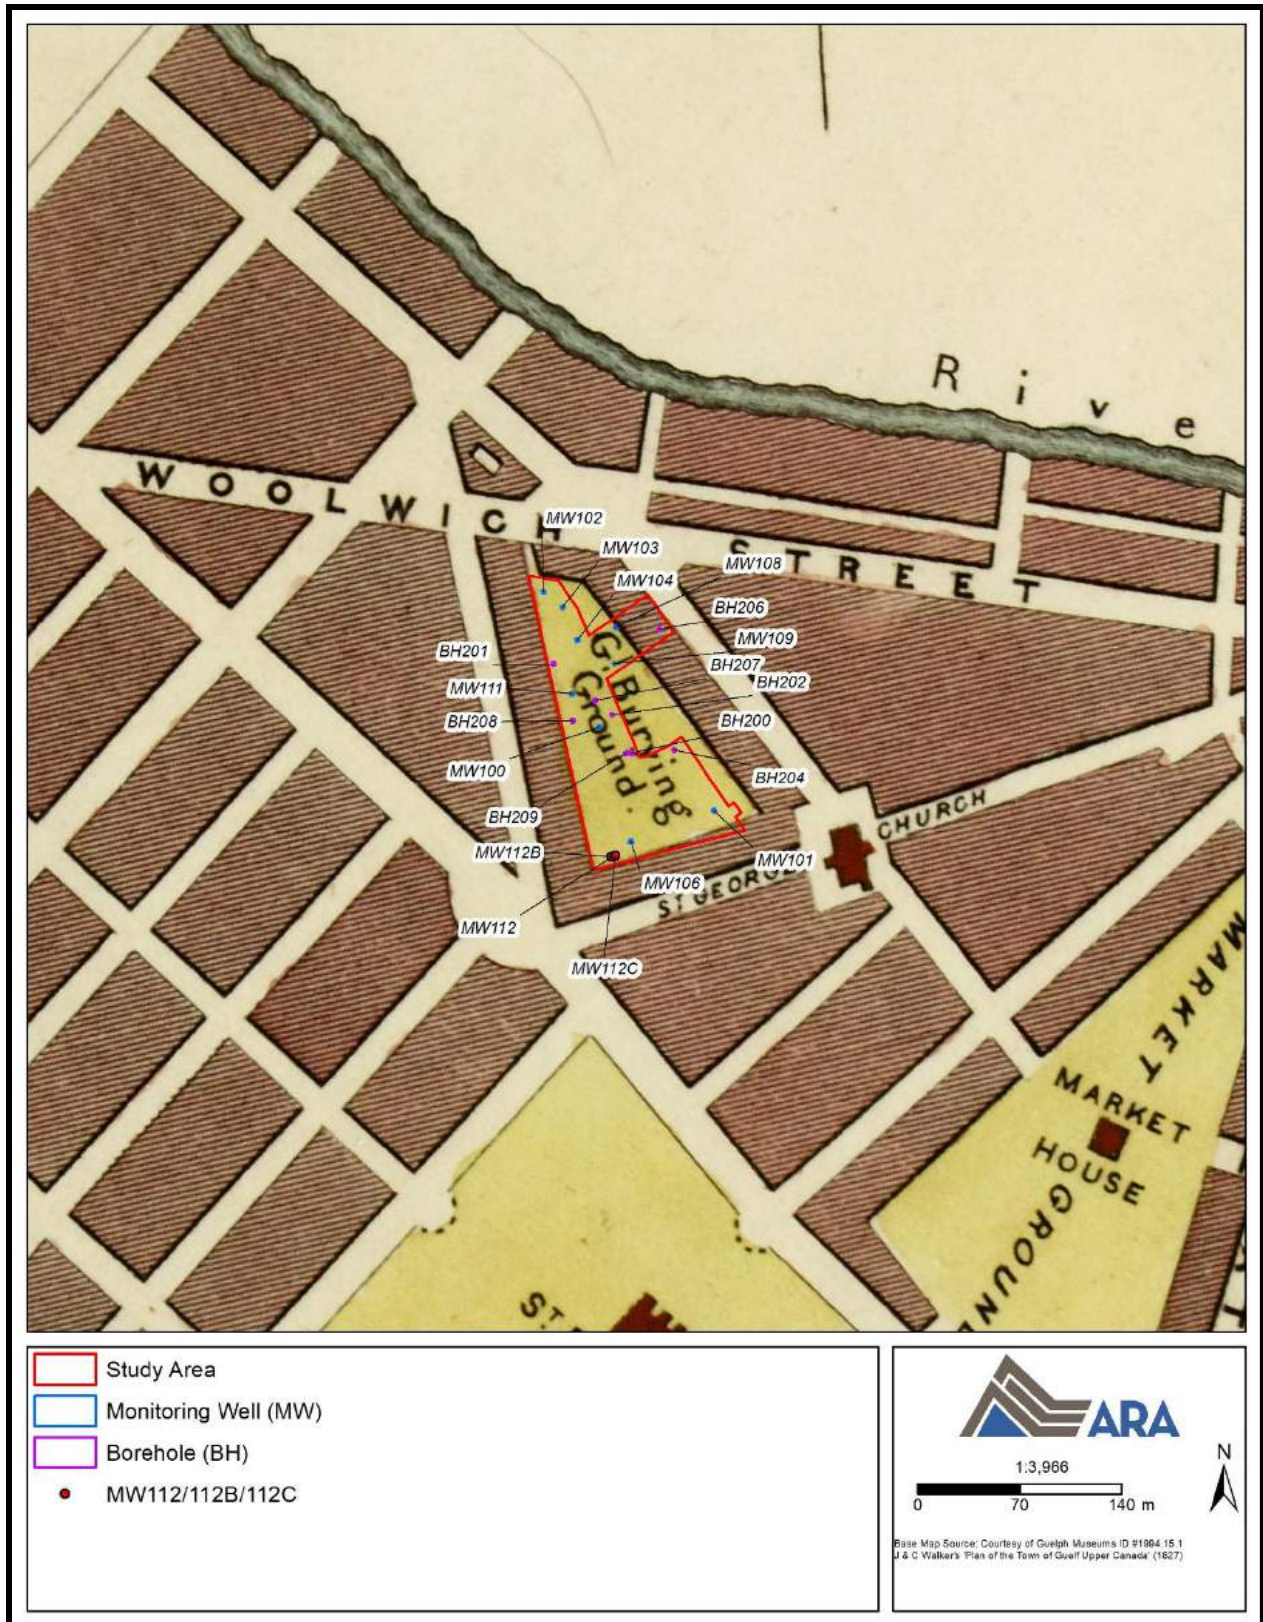 R i v e
WOOLWICH STREET
MW102
MW103
MW104
MW108
BH206
MW109
BH207
BH202
BH200
BH204
BH201
MW111
BH208
MW100
BH209
MW112B
MW112
MW112C
MW106
MW101
G. Burying
Ground.
CHURCH
ST GEORGE
MARKET
GROUN
MARKET
HOUSE
ST
Study Area
Monitoring Well (MW)
Borehole (BH)
MW112/112B/112C
ARA
N
1:3,966
0 70 140 m
Base Map Source: Courtesy of Guelph Museums ID #1994.15.1
J & C Walker's 'Plan of the Town of Guelf Upper Canada' (1827)